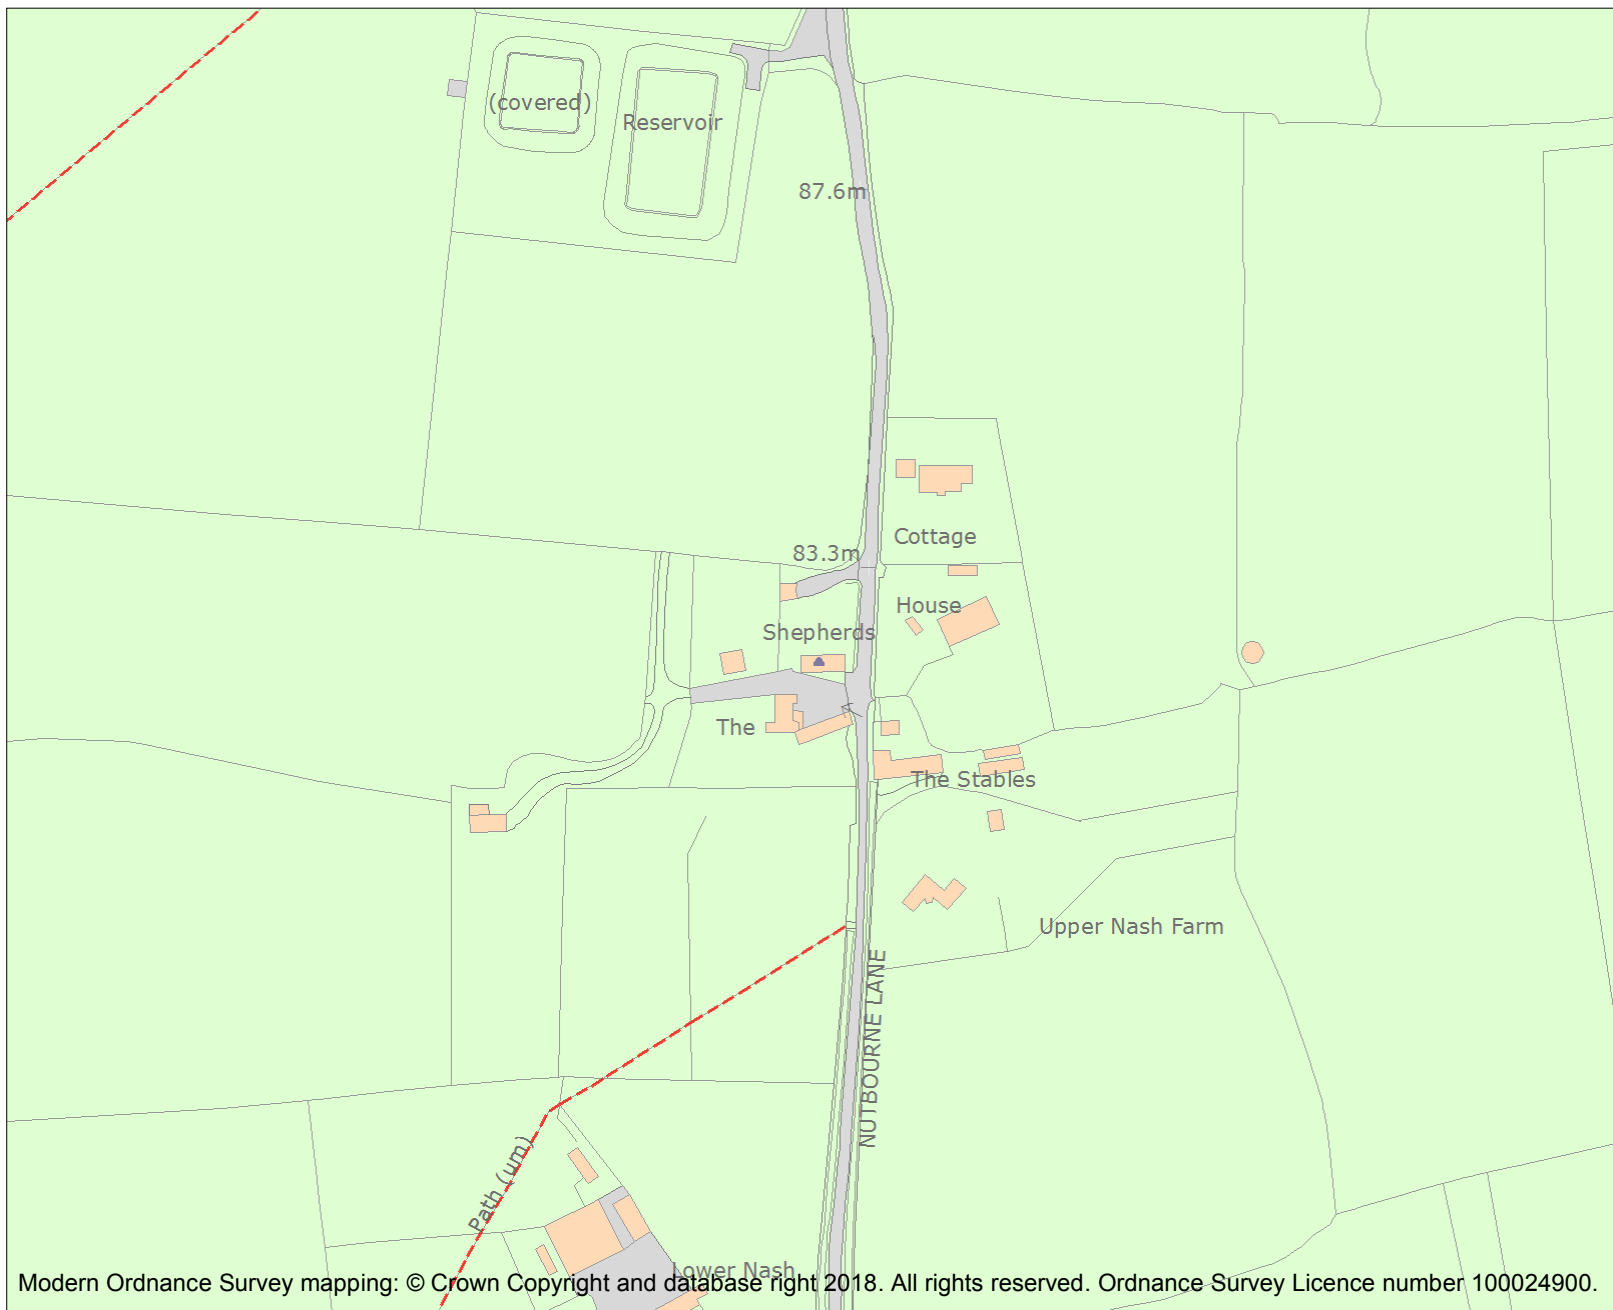 (covered)
Reservoir
87.6m
Cottage
83.3m
House
Shepherds
The
The Stables
Upper Nash Farm
NUTBOURNE LANE
Path (um)
Lower Nash
Modern Ordnance Survey mapping: © Crown Copyright and database right 2018. All rights reserved. Ordnance Survey Licence number 100024900.